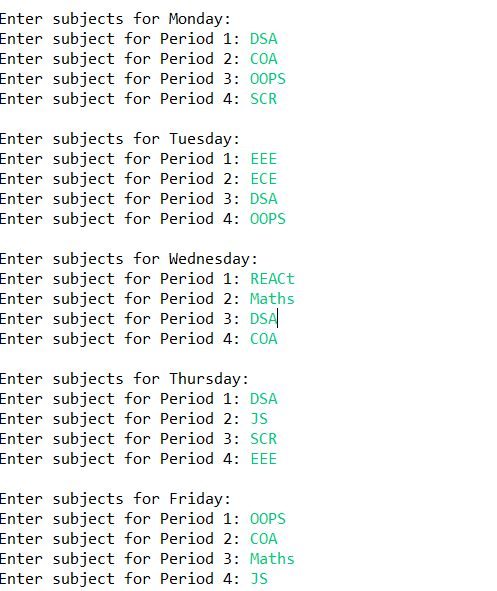 Enter subjects for Monday:
Enter subject for Period 1: DSA
Enter subject for Period 2: COA
Enter subject for Period 3: OOPS
Enter subject for Period 4: SCR
Enter subjects for Tuesday:
Enter subject for Period 1: EEE
Enter subject for Period 2: ECE
Enter subject for Period 3: DSA
Enter subject for Period 4: OOPS
Enter subjects for Wednesday:
Enter subject for Period 1: REACt
Enter subject for Period 2: Maths
Enter subject for Period 3: DSA
Enter subject for Period 4: COA
Enter subjects for Thursday:
Enter subject for Period 1: DSA
Enter subject for Period 2: JS
Enter subject for Period 3: SCR
Enter subject for Period 4: EEE
Enter subjects for Friday:
Enter subject for Period 1: OOPS
Enter subject for Period 2: COA
Enter subject for Period 3: Maths
Enter subject for Period 4: JS